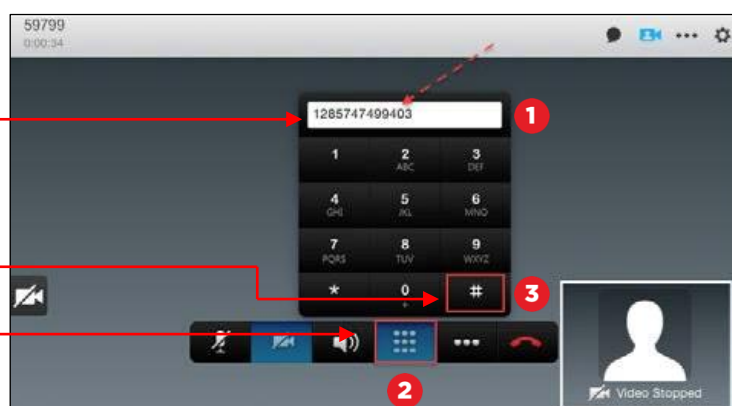 59799
0:00:34
1285747499403
1
1
2
ABC
3
DEF
4
GHI
5
JKL
6
MNO
7
PQRS
8
TUV
9
WXYZ
*
0
+
#
3
2
Video Stopped